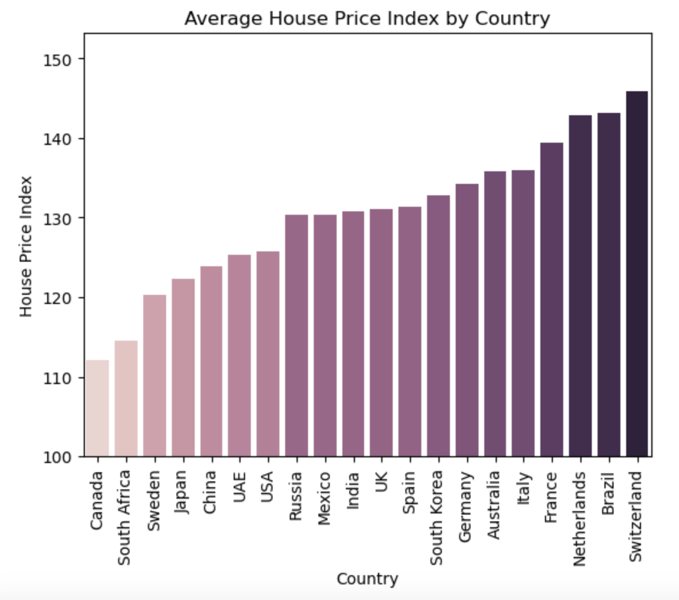 Average House Price Index by Country
House Price Index
150
140
130
120
110
100
Canada
South Africa
Sweden
Japan
China
UAE
USA
Russia
Mexico
India
UK
Spain
South Korea
Germany
Australia
Italy
France
Netherlands
Brazil
Switzerland
Country